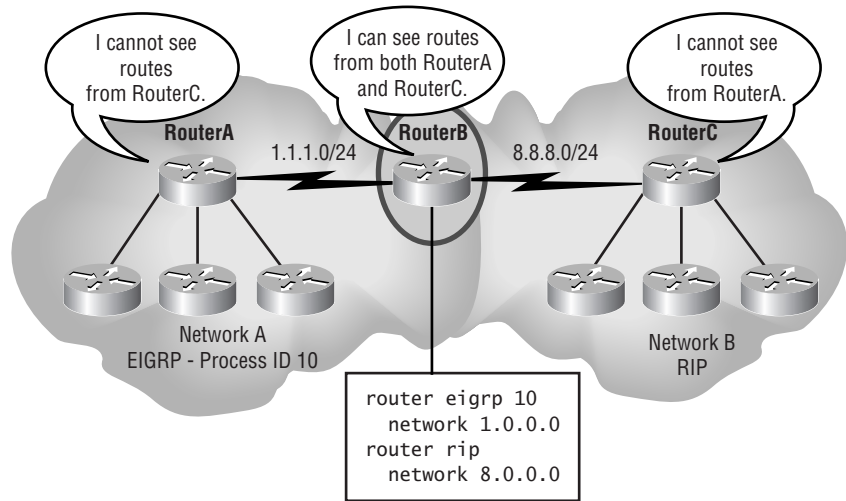 I cannot see
routes
from RouterC.
I can see routes
from both RouterA
and RouterC.
I cannot see
routes
from RouterA.
RouterA
RouterB
RouterC
1.1.1.0/24
8.8.8.0/24
Network A
EIGRP - Process ID 10
Network B
RIP
router eigrp 10
network 1.0.0.0
router rip
network 8.0.0.0